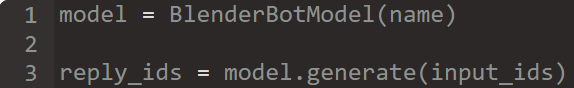 1 model = BlenderBotModel(name)
2
3 reply_ids = model.generate(input_ids)